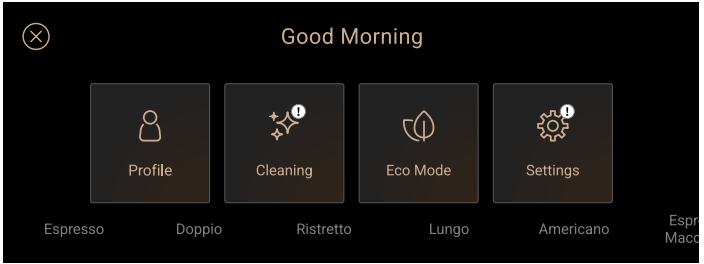 Good Morning
Profile Cleaning Eco Mode Settings
Espresso Doppio Ristretto Lungo Americano